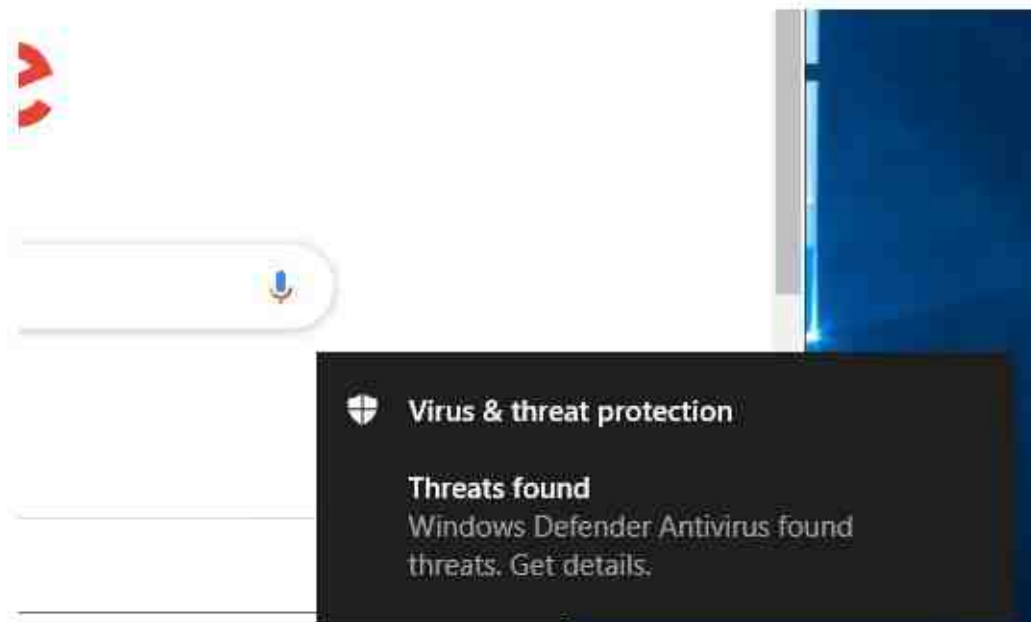 e
Virus & threat protection
Threats found
Windows Defender Antivirus found
threats. Get details.